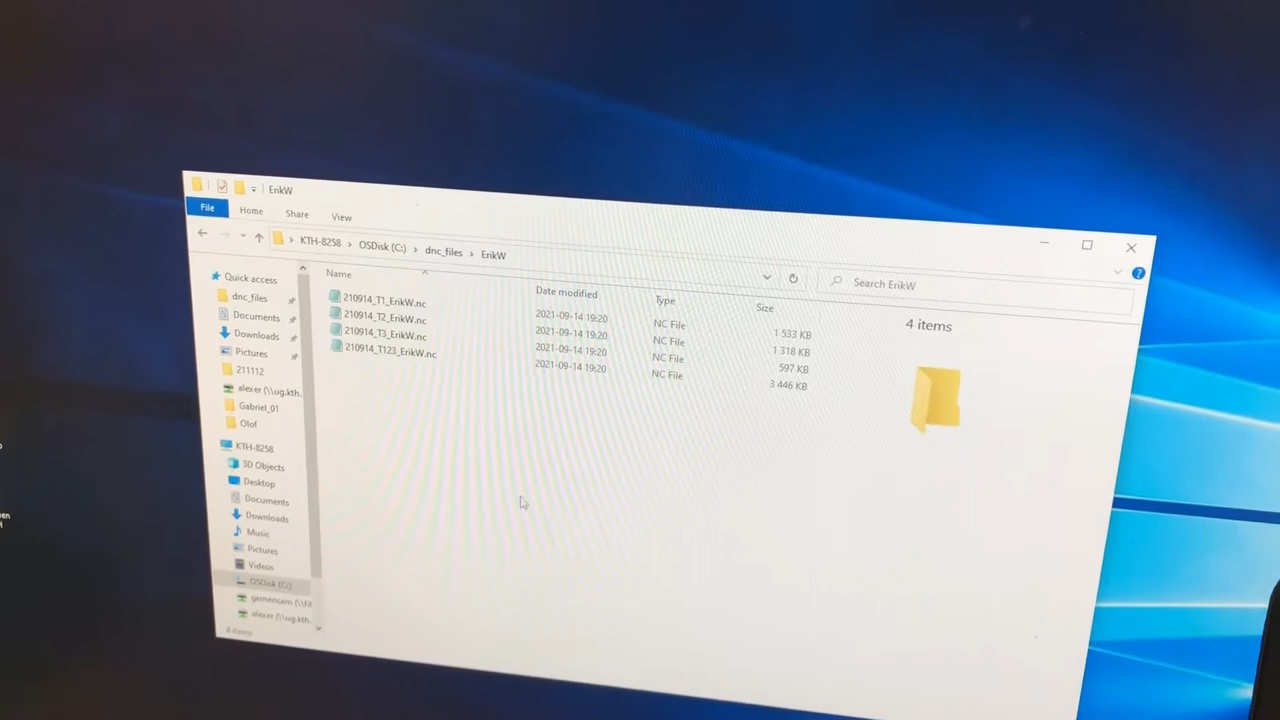 ErikW
File Home Share View
KTH-8258 > OSDisk (C:) > dnc_files > ErikW
Search ErikW
Name Date modified Type Size
210914_T1_ErikW.nc 2021-09-14 19:20 NC File 1 533 KB
210914_T2_ErikW.nc 2021-09-14 19:20 NC File 1 318 KB
210914_T3_ErikW.nc 2021-09-14 19:20 NC File 597 KB
210914_T123_ErikW.nc 2021-09-14 19:20 NC File 3 446 KB
4 items
Quick access
dnc_files
Documents
Downloads
Pictures
211112
alexer (\\ug.kth.
Gabriel_01
Olof
KTH-8258
3D Objects
Desktop
Documents
Downloads
Music
Pictures
Videos
OSDisk (C:)
gemensam (\\fil
alexer (\\ug.kth.
4 items